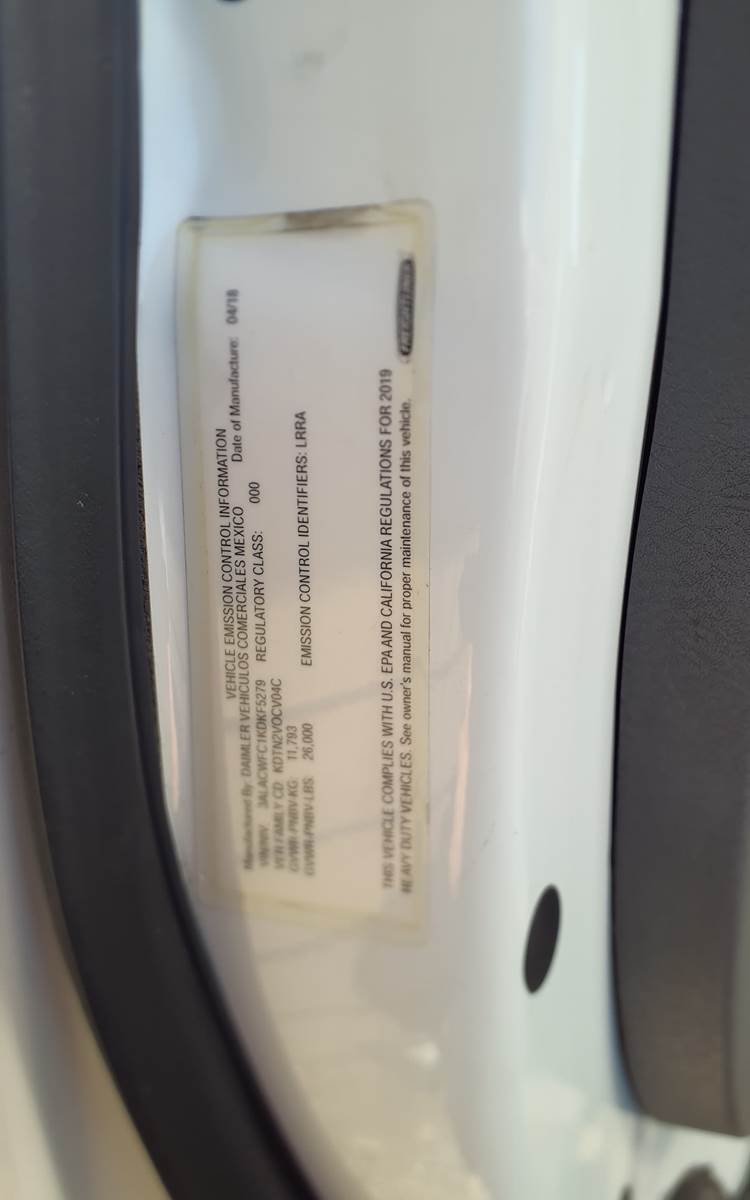 VEHICLE EMISSION CONTROL INFORMATION
Manufactured By DAIMLER VEHICULOS COMERCIALES MEXICO Date of Manufacture: 04/18
VIN/NIV 3ALACWFC1KDKF5279 REGULATORY CLASS: 000
VEH FAMILY CD KDTN2VOCV04C
GVWR-PNBV-KG: 11,793
GVWR-PNBV-LBS: 26,000 EMISSION CONTROL IDENTIFIERS: LRRA
THIS VEHICLE COMPLIES WITH U.S. EPA AND CALIFORNIA REGULATIONS FOR 2019
HEAVY DUTY VEHICLES. See owner's manual for proper maintenance of this vehicle.
FREIGHTLINER